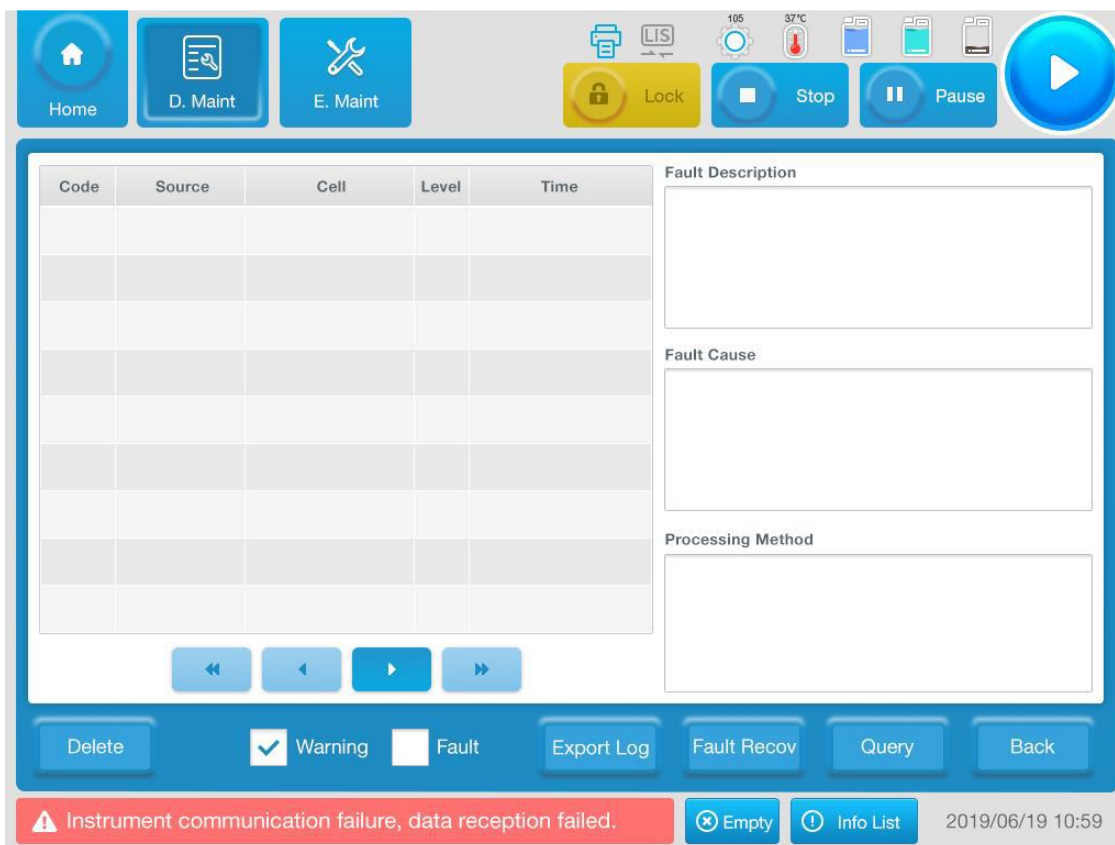 105 37℃
LIS
Home D. Maint E. Maint Lock Stop Pause
Code Source Cell Level Time
Fault Description
Fault Cause
Processing Method
Delete Warning Fault Export Log Fault Recov Query Back
Instrument communication failure, data reception failed. Empty Info List 2019/06/19 10:59